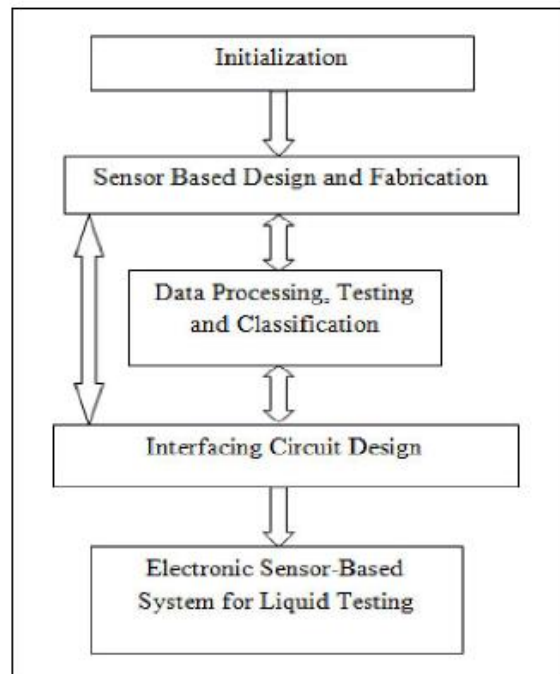 Initialization
Sensor Based Design and Fabrication
Data Processing, Testing
and Classification
Interfacing Circuit Design
Electronic Sensor-Based
System for Liquid Testing